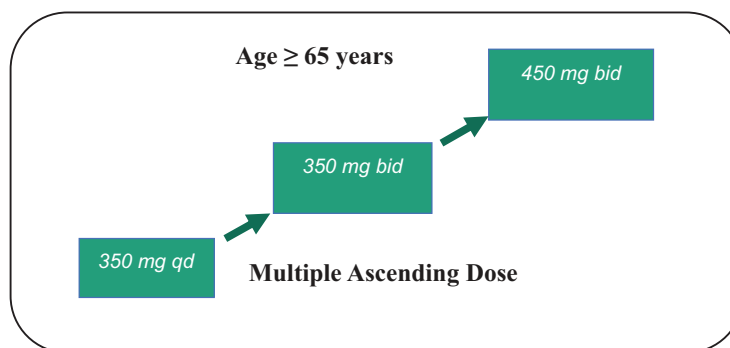 Age ≥ 65 years
450 mg bid
350 mg bid
350 mg qd
Multiple Ascending Dose